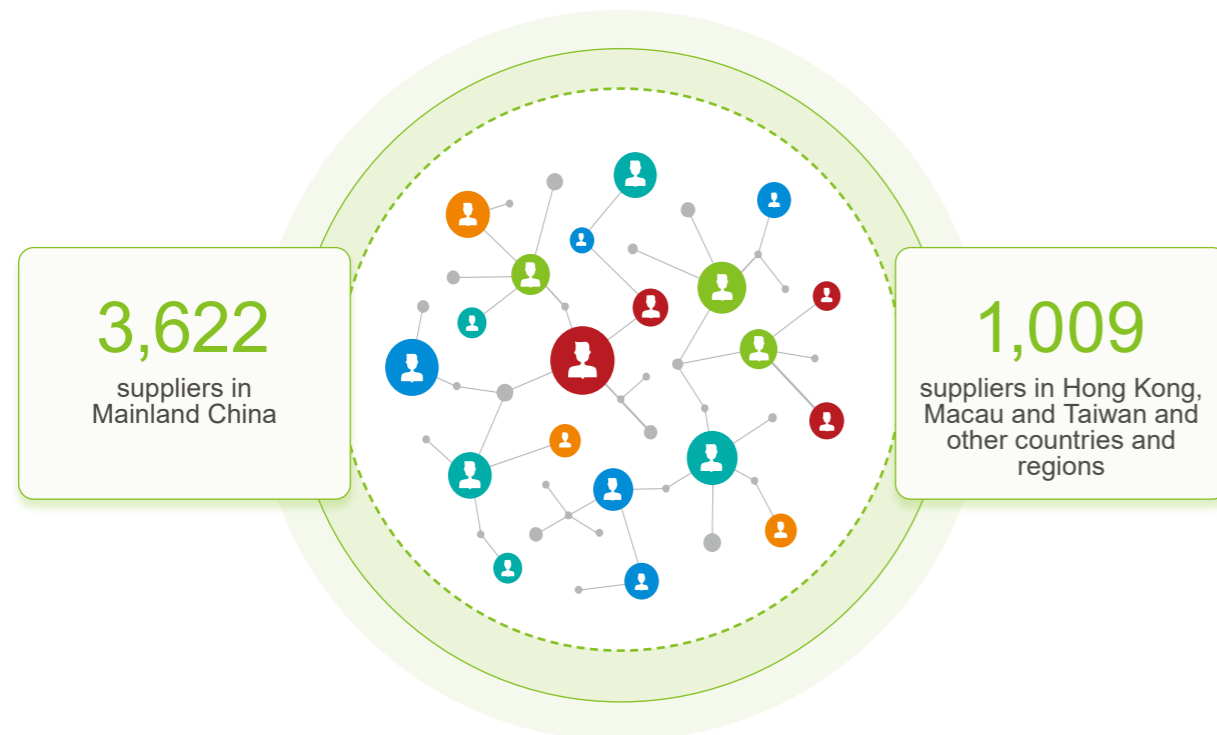 3,622
suppliers in
Mainland China
1,009
suppliers in Hong Kong,
Macau and Taiwan and
other countries and
regions